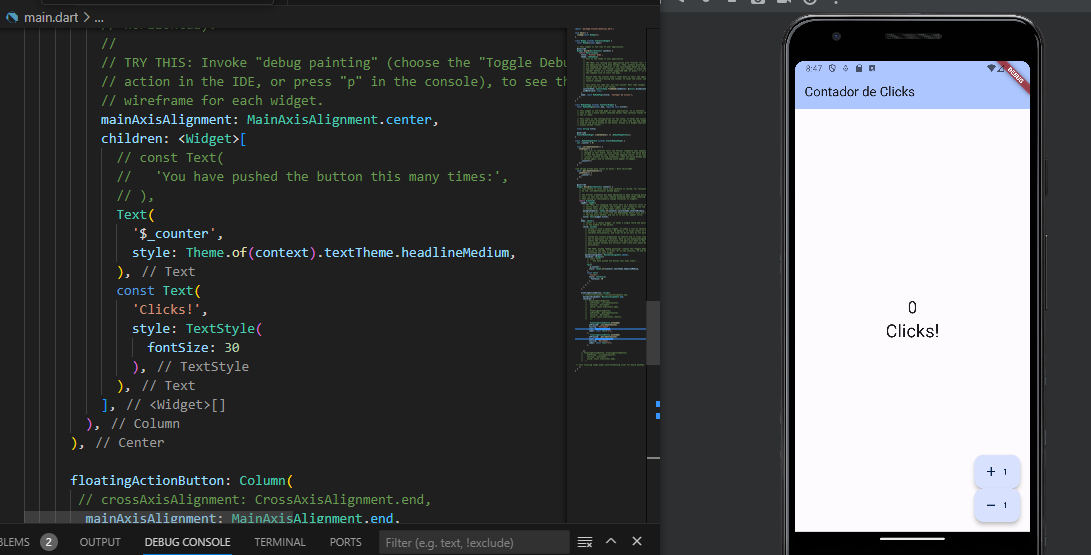 main.dart > ...
//
// TRY THIS: Invoke "debug painting" (choose the "Toggle Debu
// action in the IDE, or press "p" in the console), to see th
// wireframe for each widget.
mainAxisAlignment: MainAxisAlignment.center,
children: <Widget>[
// const Text(
//   'You have pushed the button this many times:',
// ),
Text(
'$_counter',
style: Theme.of(context).textTheme.headlineMedium,
), // Text
const Text(
'Clicks!',
style: TextStyle(
fontSize: 30
), // TextStyle
), // Text
], // <Widget>[]
), // Column
), // Center
floatingActionButton: Column(
// crossAxisAlignment: CrossAxisAlignment.end,
mainAxisAlignment: MainAxisAlignment.end,
BLEMS 2 OUTPUT DEBUG CONSOLE TERMINAL PORTS Filter (e.g. text, !exclude)
8:47
DEBUG
Contador de Clicks
0
Clicks!
+ 1
− 1